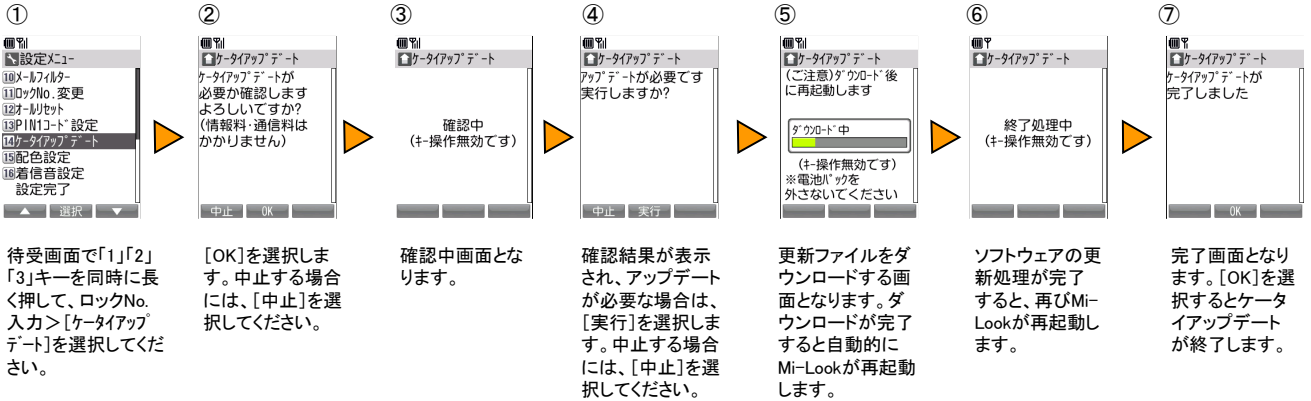 ①
設定メニュー
10メールフィルター
11ロックNo.変更
12オールリセット
13PIN1コード設定
14ケータイアップデート
15配色設定
16着信音設定
設定完了
▲ 選択 ▼
待受画面で「1」「2」
「3」キーを同時に長
く押して、ロックNo.
入力＞[ケータイアップ
デート]を選択してくだ
さい。
②
ケータイアップデート
ケータイアップデートが
必要か確認します
よろしいですか?
(情報料・通信料は
かかりません)
中止 OK
[OK]を選択しま
す。中止する場合
には、[中止]を選
択してください。
③
ケータイアップデート
確認中
(キー操作無効です)
確認中画面とな
ります。
④
ケータイアップデート
アップデートが必要です
実行しますか?
中止 実行
確認結果が表示
され、アップデート
が必要な場合は、
[実行]を選択しま
す。中止する場合
には、[中止]を選
択してください。
⑤
ケータイアップデート
(ご注意)ダウンロード後
に再起動します
ダウンロード中
(キー操作無効です)
※電池パックを
外さないでください
更新ファイルをダ
ウンロードする画
面となります。ダ
ウンロードが完了
すると自動的に
Mi-Lookが再起動
します。
⑥
ケータイアップデート
終了処理中
(キー操作無効です)
ソフトウェアの更
新処理が完了
すると、再びMi-
Lookが再起動し
ます。
⑦
ケータイアップデート
ケータイアップデートが
完了しました
OK
完了画面となり
ます。[OK]を選
択するとケータ
イアップデート
が終了します。